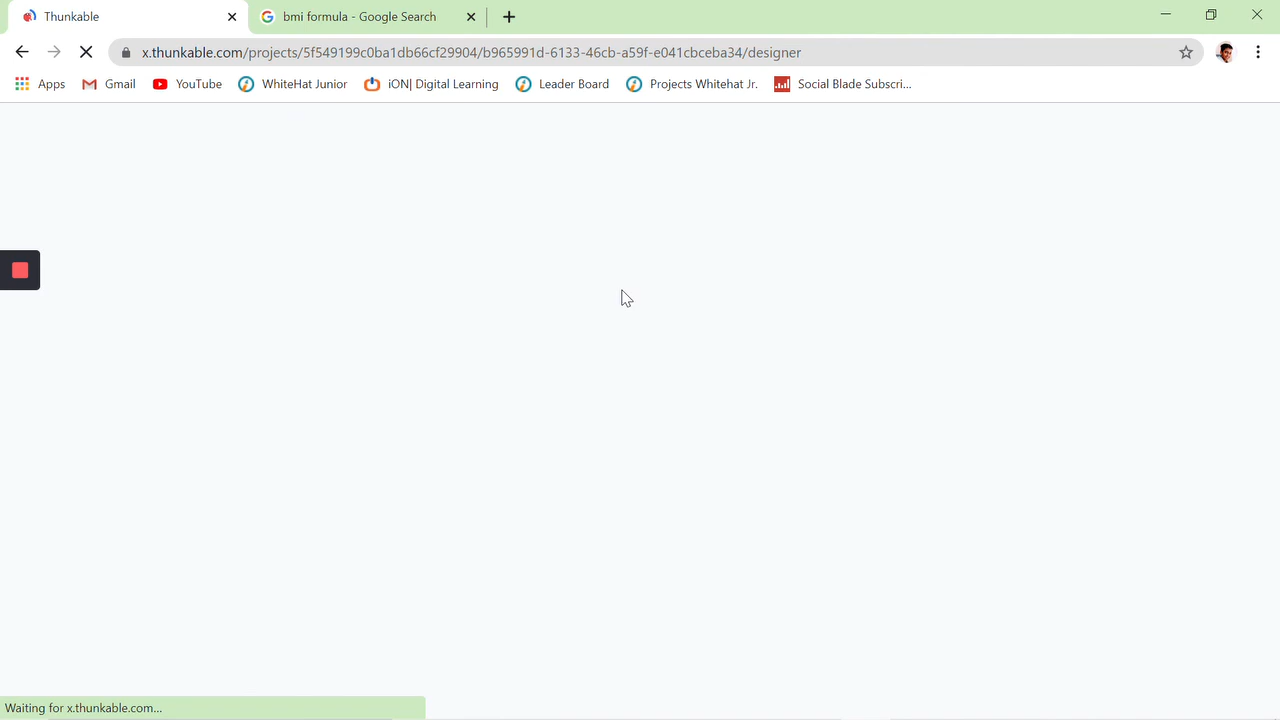 Thunkable
bmi formula - Google Search
x.thunkable.com/projects/5f549199c0ba1db66cf29904/b965991d-6133-46cb-a59f-e041cbceba34/designer
Apps
Gmail
YouTube
WhiteHat Junior
iON| Digital Learning
Leader Board
Projects Whitehat Jr.
Social Blade Subscri...
Waiting for x.thunkable.com...